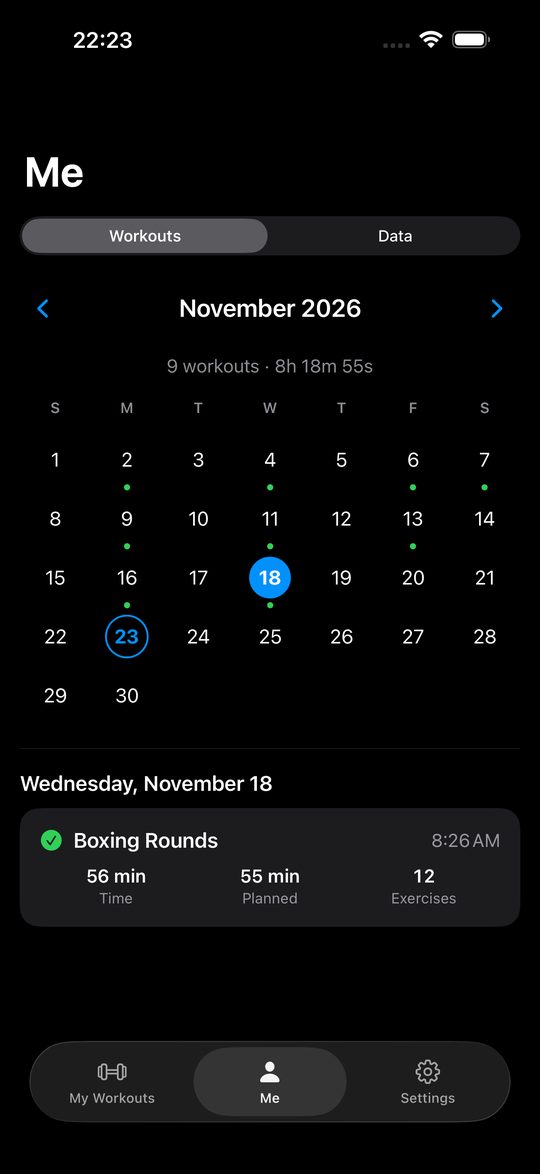 22:23
Me
Workouts Data
November 2026
9 workouts · 8h 18m 55s
S M T W T F S
1 2 3 4 5 6 7
8 9 10 11 12 13 14
15 16 17 18 19 20 21
22 23 24 25 26 27 28
29 30
Wednesday, November 18
Boxing Rounds 8:26 AM
56 min 55 min 12
Time Planned Exercises
My Workouts Me Settings